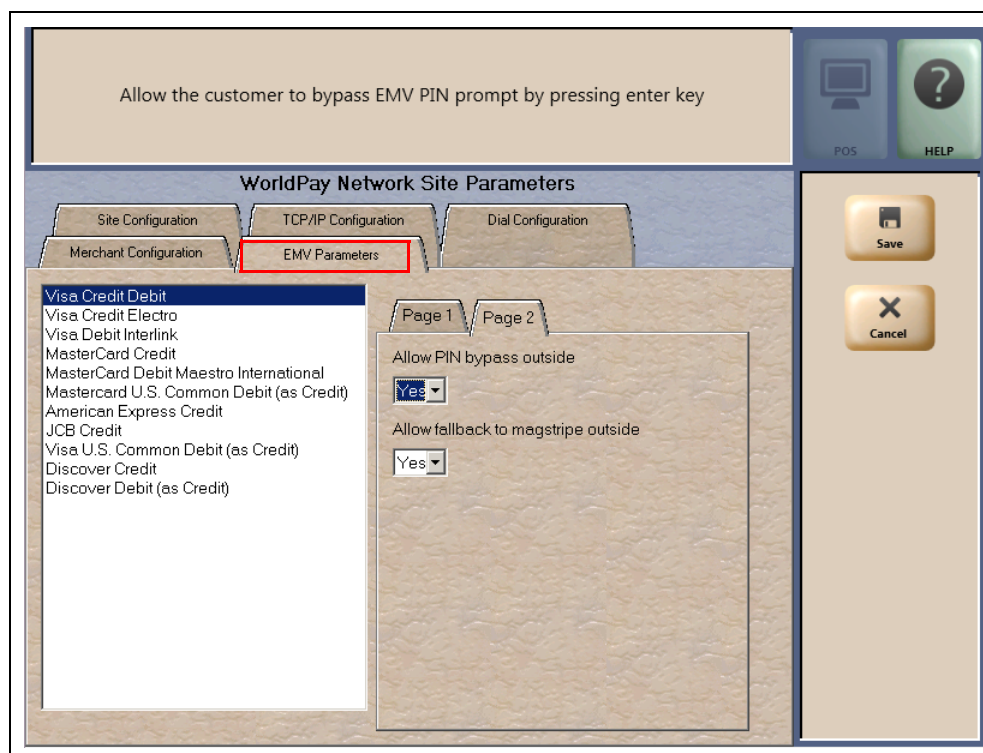 Allow the customer to bypass EMV PIN prompt by pressing enter key
POS
HELP
WorldPay Network Site Parameters
Site Configuration
TCP/IP Configuration
Dial Configuration
Merchant Configuration
EMV Parameters
Visa Credit Debit
Visa Credit Electro
Visa Debit Interlink
MasterCard Credit
MasterCard Debit Maestro International
Mastercard U.S. Common Debit (as Credit)
American Express Credit
JCB Credit
Visa U.S. Common Debit (as Credit)
Discover Credit
Discover Debit (as Credit)
Page 1
Page 2
Allow PIN bypass outside
Yes
Allow fallback to magstripe outside
Yes
Save
Cancel